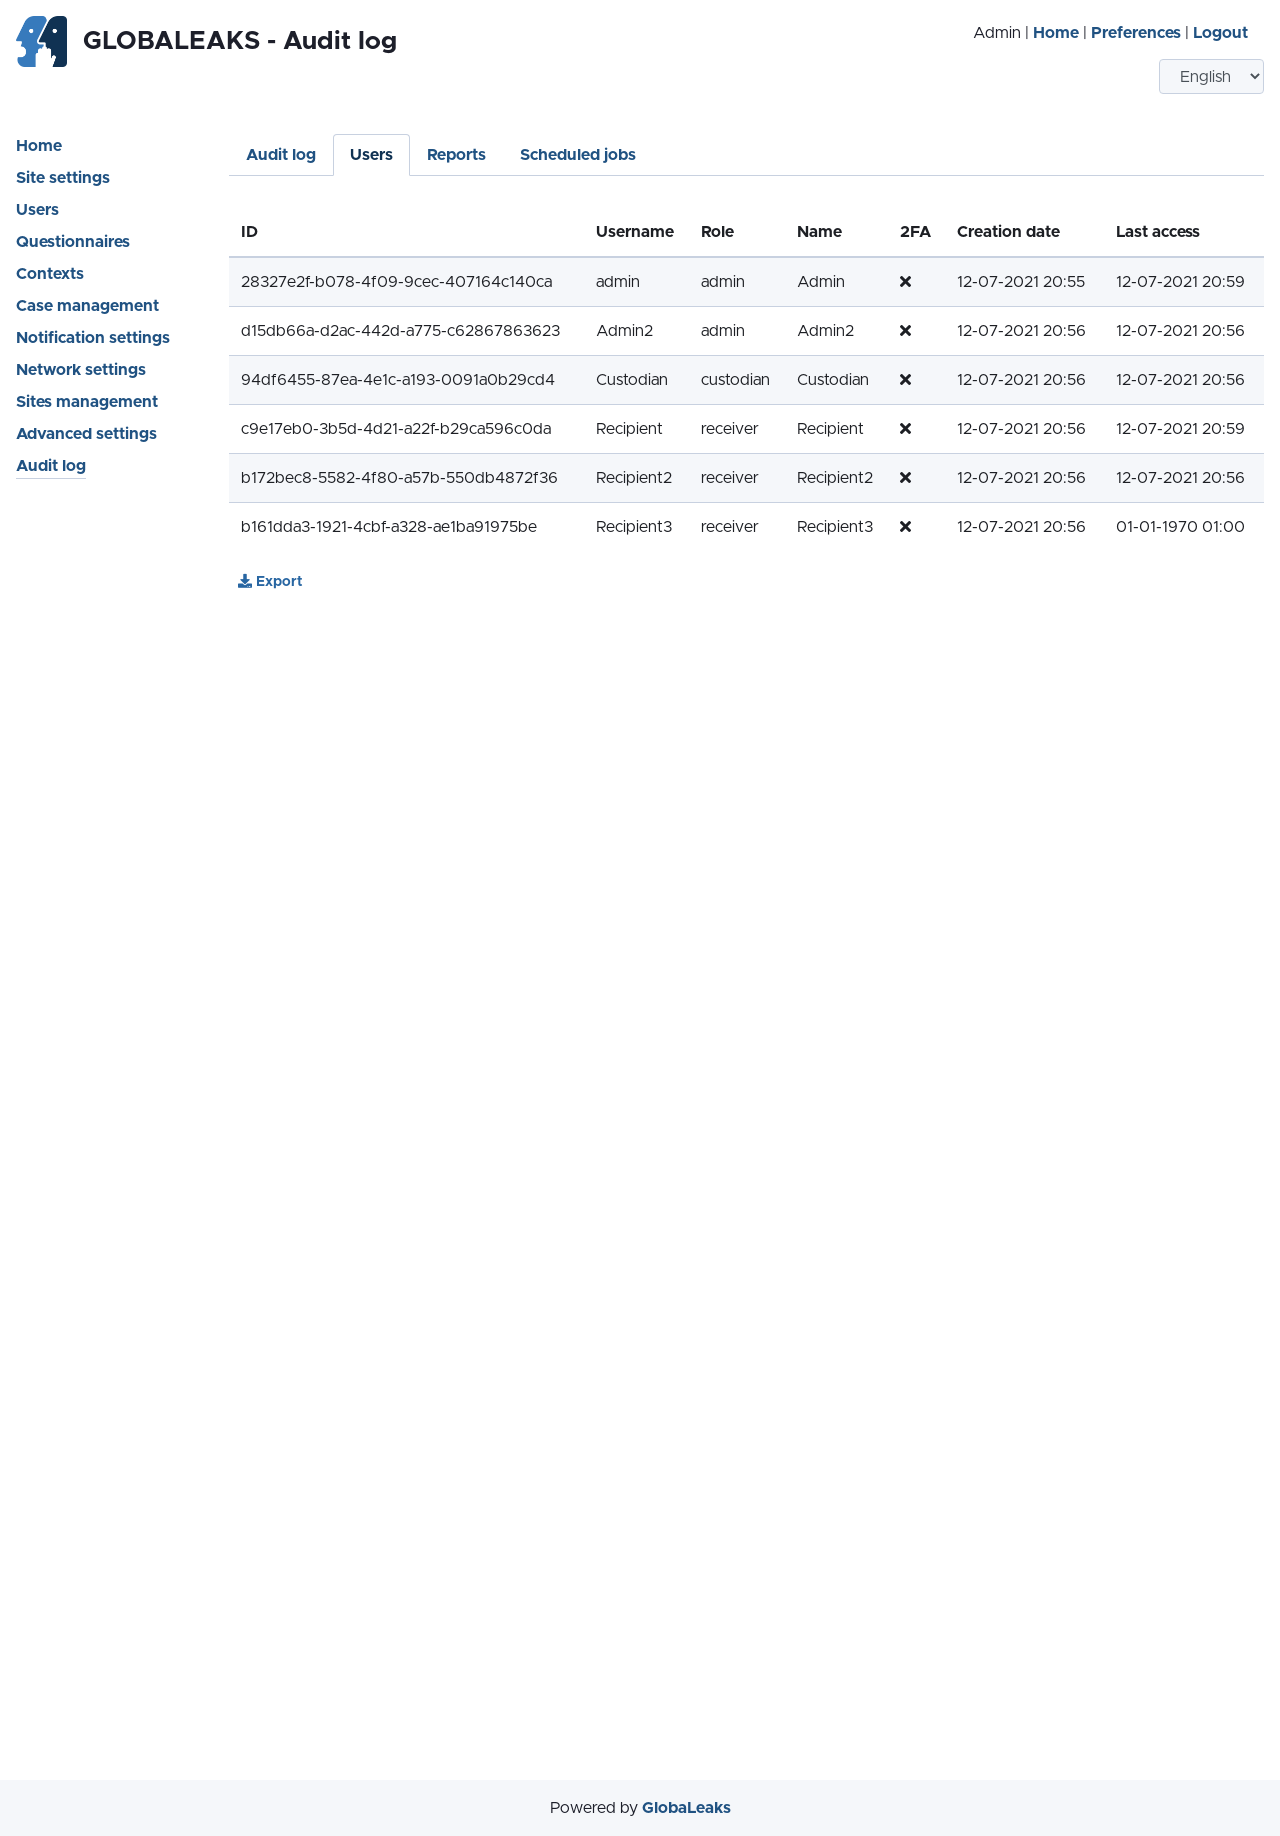 GLOBALEAKS - Audit log
Admin | Home | Preferences | Logout
English
Home
Site settings
Users
Questionnaires
Contexts
Case management
Notification settings
Network settings
Sites management
Advanced settings
Audit log
Audit log Users Reports Scheduled jobs
ID Username Role Name 2FA Creation date Last access
28327e2f-b078-4f09-9cec-407164c140ca admin admin Admin 12-07-2021 20:55 12-07-2021 20:59
d15db66a-d2ac-442d-a775-c62867863623 Admin2 admin Admin2 12-07-2021 20:56 12-07-2021 20:56
94df6455-87ea-4e1c-a193-0091a0b29cd4 Custodian custodian Custodian 12-07-2021 20:56 12-07-2021 20:56
c9e17eb0-3b5d-4d21-a22f-b29ca596c0da Recipient receiver Recipient 12-07-2021 20:56 12-07-2021 20:59
b172bec8-5582-4f80-a57b-550db4872f36 Recipient2 receiver Recipient2 12-07-2021 20:56 12-07-2021 20:56
b161dda3-1921-4cbf-a328-ae1ba91975be Recipient3 receiver Recipient3 12-07-2021 20:56 01-01-1970 01:00
Export
Powered by GlobaLeaks